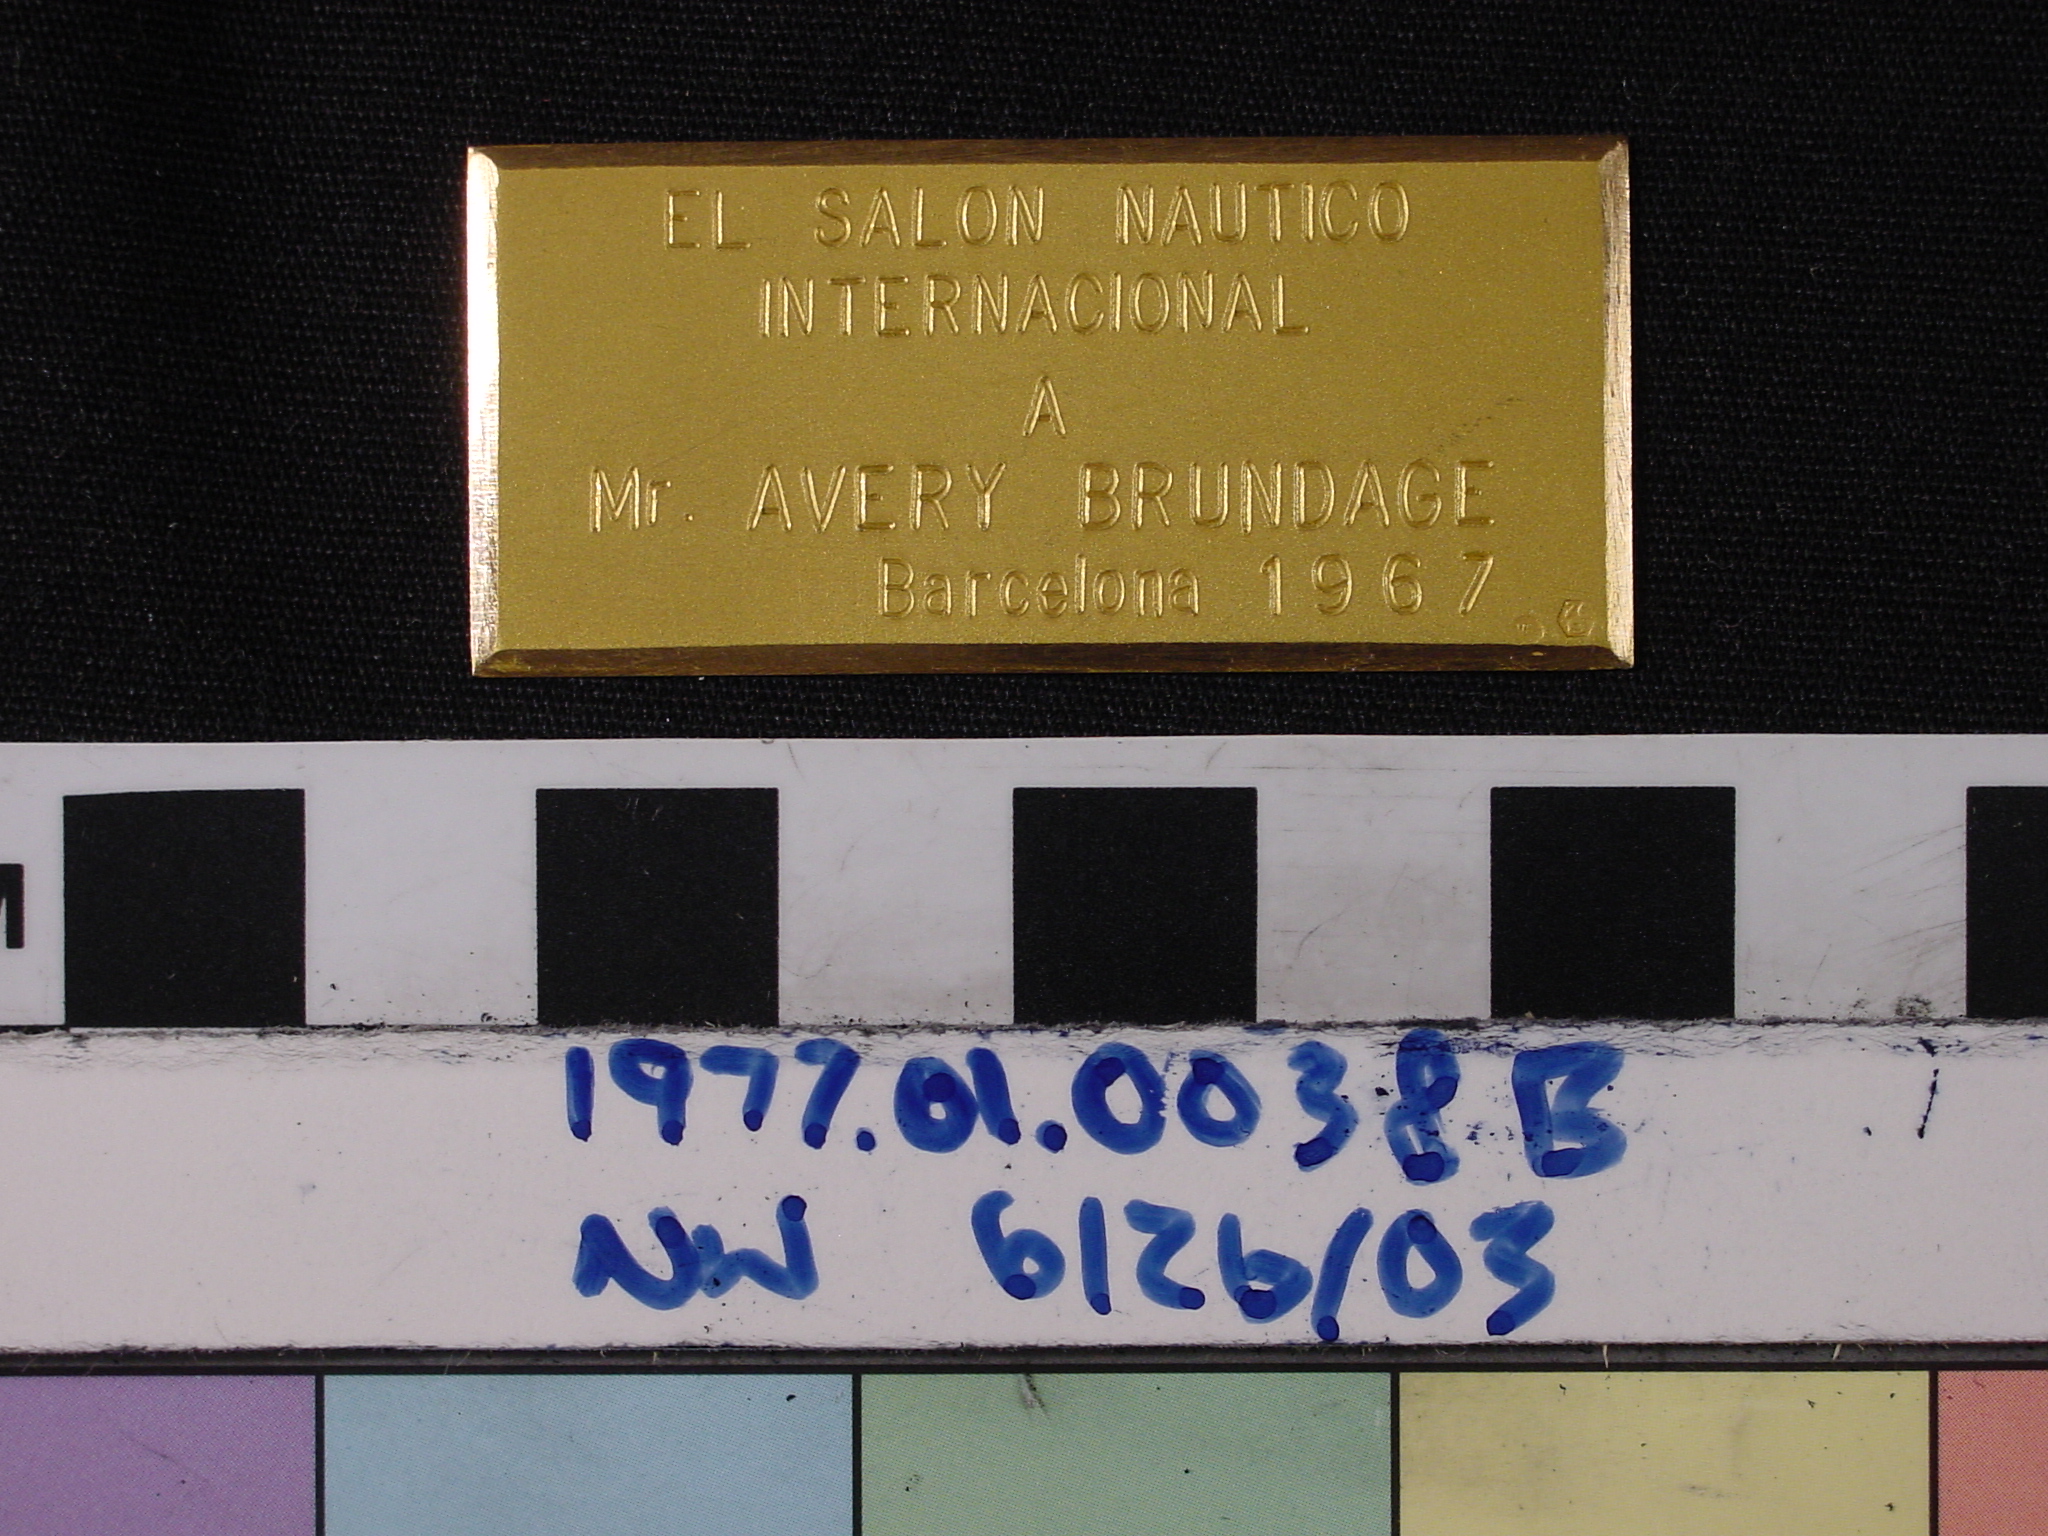 EL SALON NAUTICO
INTERNACIONAL
A
Mr. AVERY BRUNDAGE
Barcelona 1967
M
1977.01.0038B
NW 6/26/03